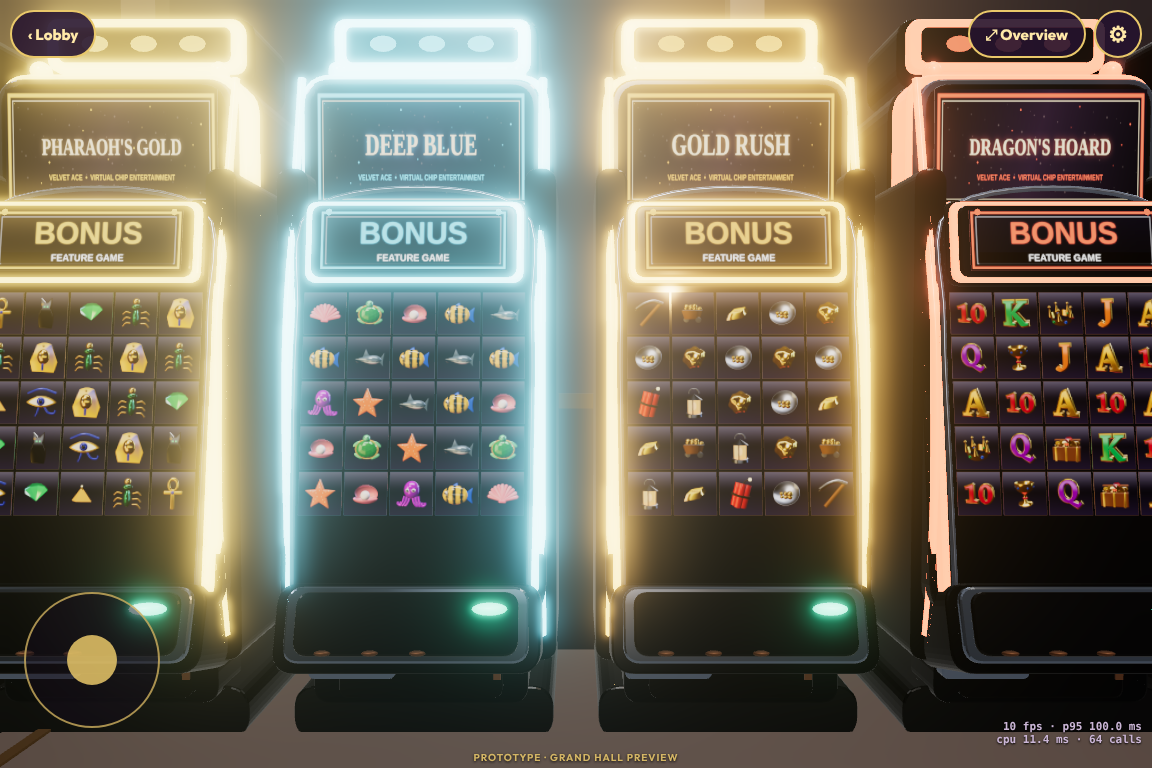 ‹ Lobby
⤢ Overview
PHARAOH'S GOLD
VELVET ACE • VIRTUAL CHIP ENTERTAINMENT
BONUS
FEATURE GAME
DEEP BLUE
VELVET ACE • VIRTUAL CHIP ENTERTAINMENT
BONUS
FEATURE GAME
GOLD RUSH
VELVET ACE • VIRTUAL CHIP ENTERTAINMENT
BONUS
FEATURE GAME
DRAGON'S HOARD
VELVET ACE • VIRTUAL CHIP ENTERTAINMENT
BONUS
FEATURE GAME
10 K J A
Q J A
A 10 A 10
Q K
10 Q
10 fps · p95 100.0 ms
cpu 11.4 ms · 64 calls
PROTOTYPE · GRAND HALL PREVIEW